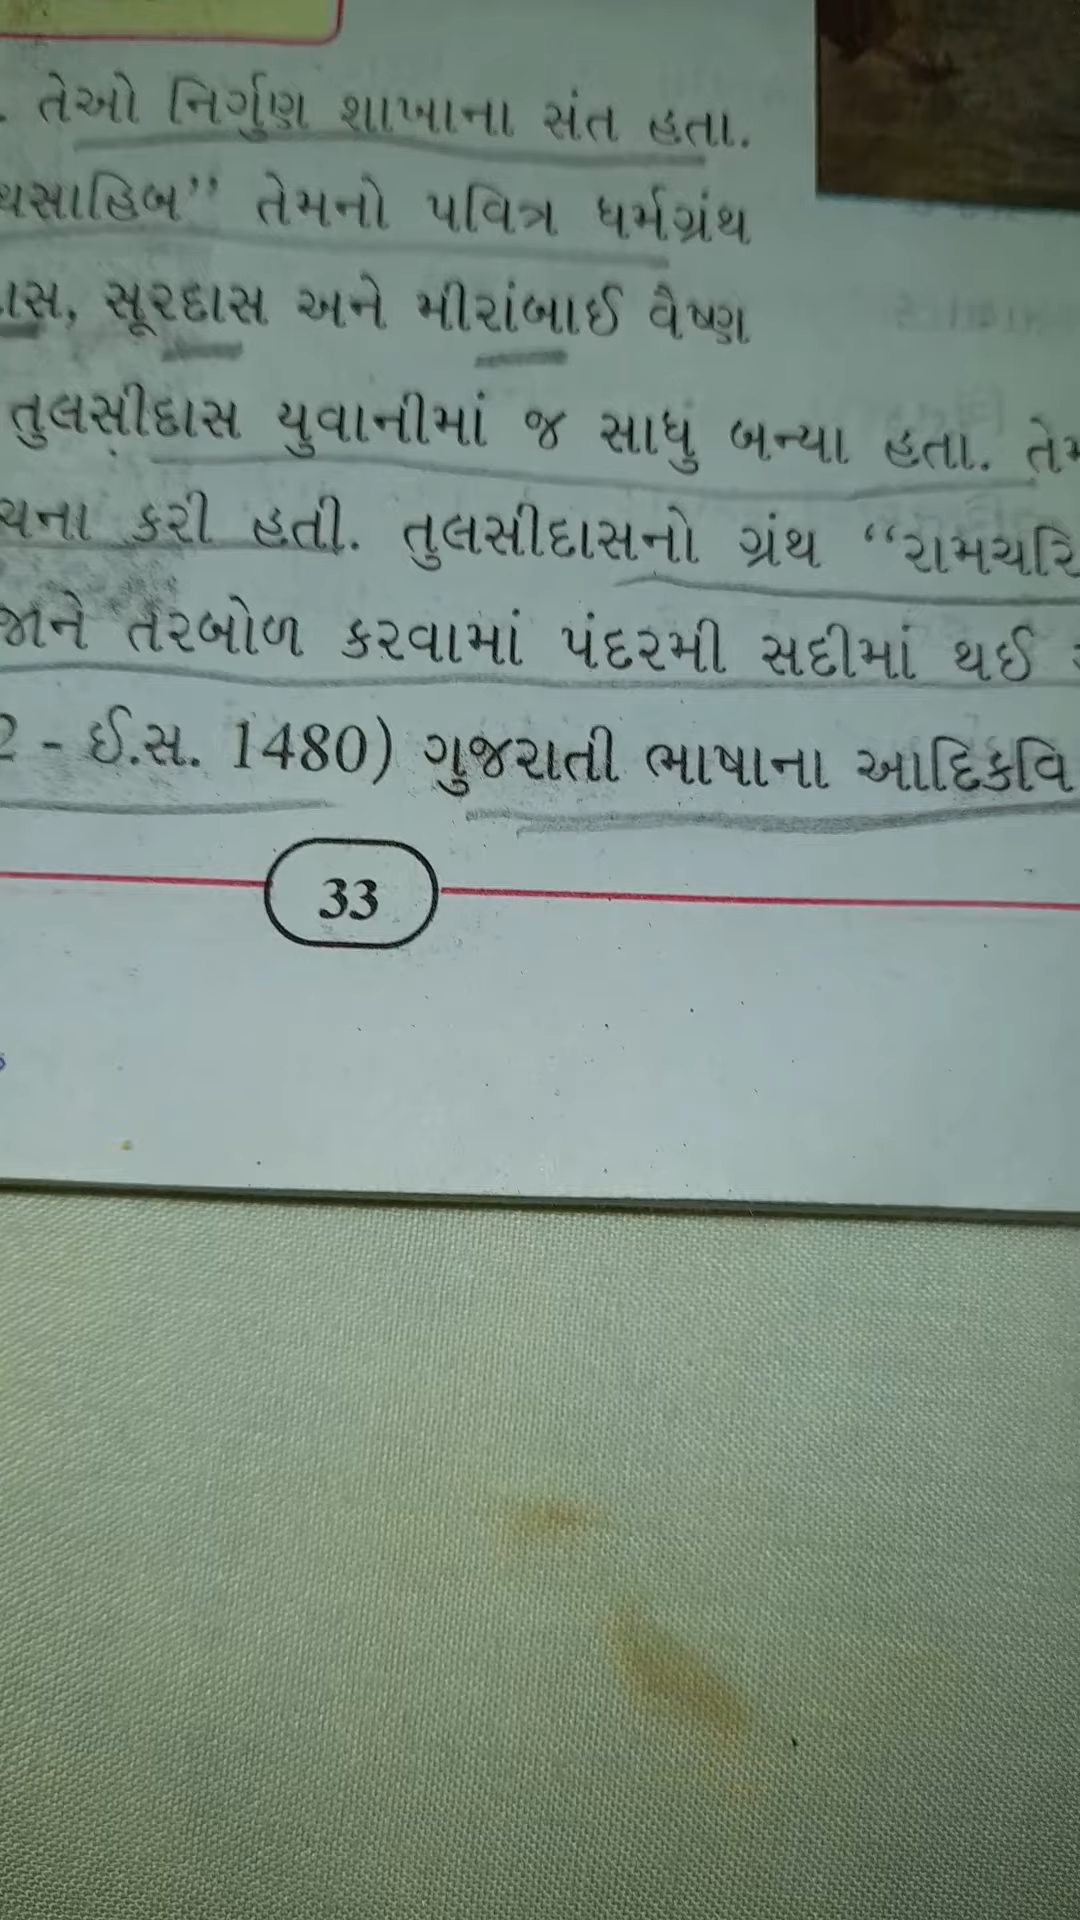 તેઓ નિર્ગુણ શાખાના સંત હતા.
થસાહિબ” તેમનો પવિત્ર ધર્મગ્રંથ
ાસ, સૂરદાસ અને મીરાંબાઈ વૈષ્ણ
તુલસીદાસ યુવાનીમાં જ સાધુ બન્યા હતા. તેમ
ચના કરી હતી. તુલસીદાસનો ગ્રંથ “રામચરિ
જાને તરબોળ કરવામાં પંદરમી સદીમાં થઈ
2 - ઈ.સ. 1480) ગુજરાતી ભાષાના આદિકવિ
33